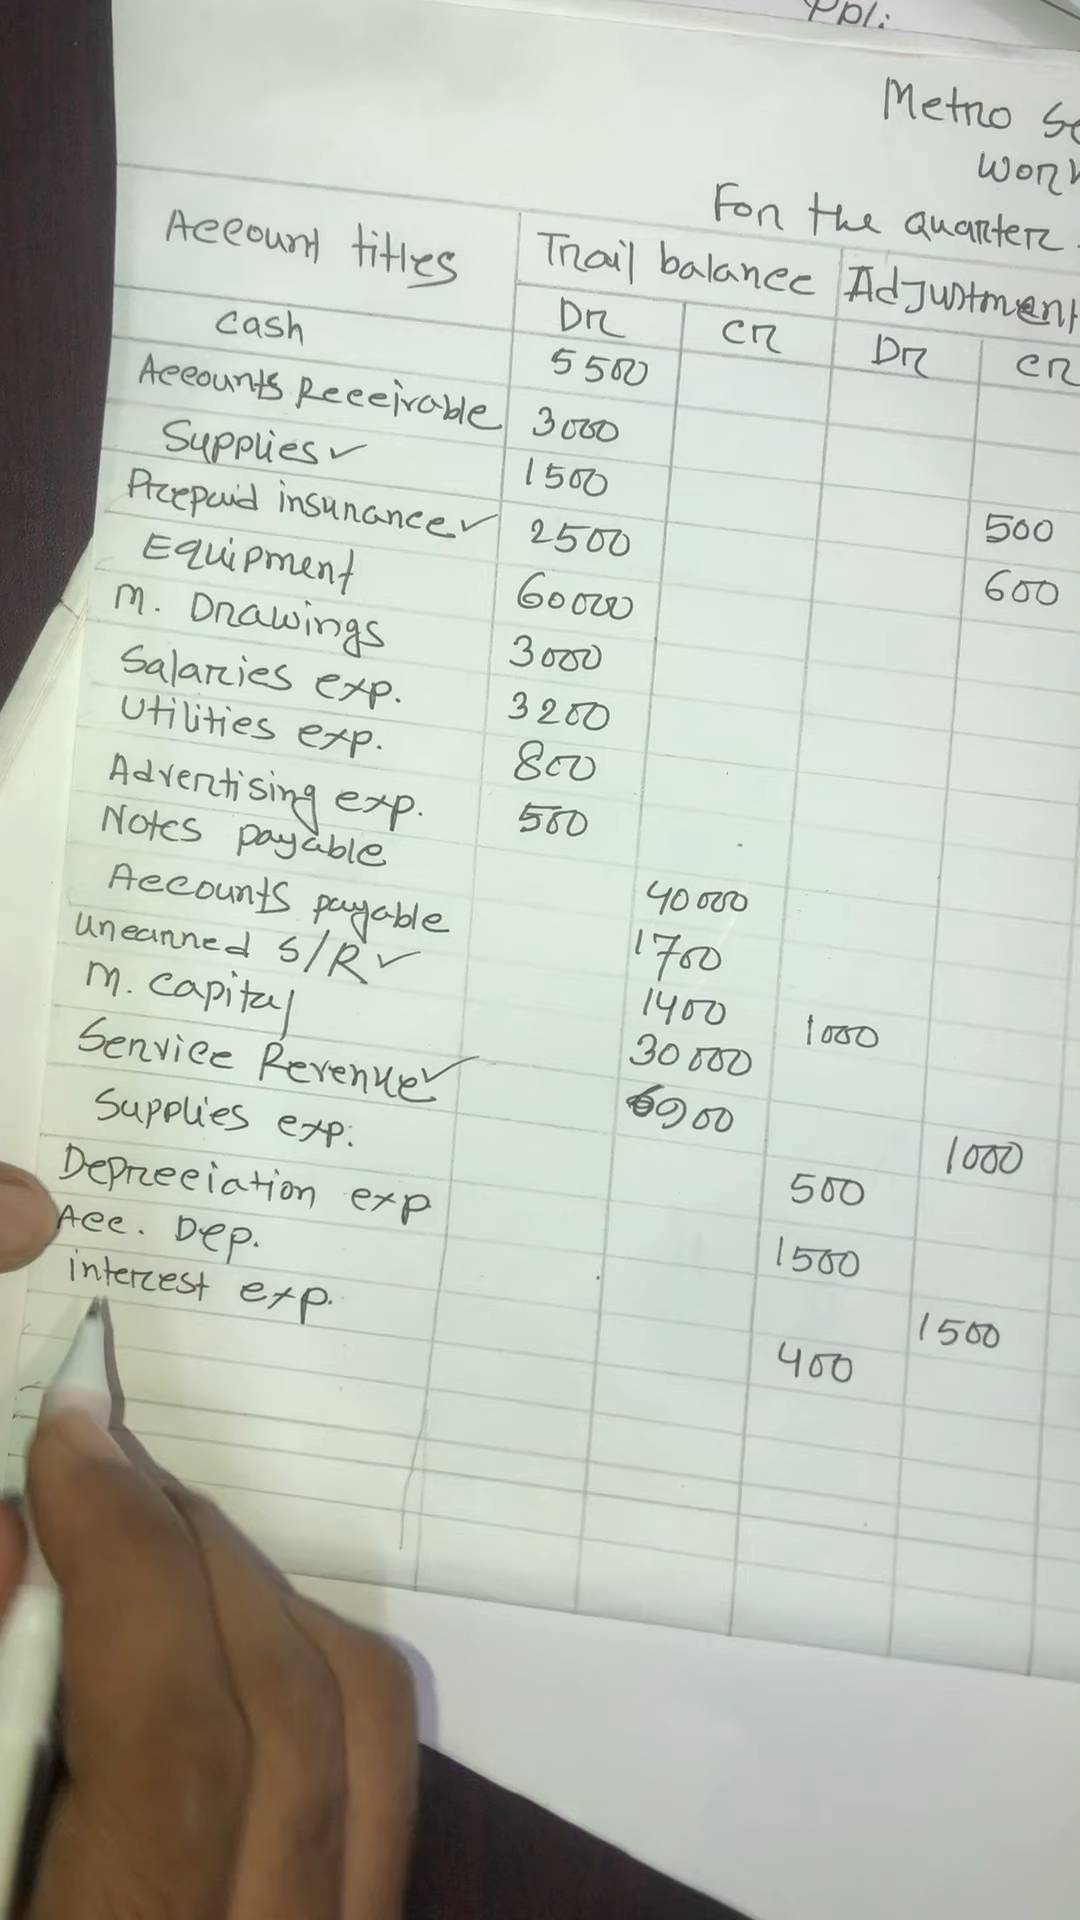 Ppl:
Metro Se
Work
For the quarter
Account titles Trail balance Adjustment
Dr Cr Dr Cr
Cash 5500
Accounts Receivable 3000
Supplies ✓ 1500 500
Prepaid insurance ✓ 2500 600
Equipment 60000
M. Drawings 3000
Salaries exp. 3200
Utilities exp. 800
Advertising exp. 500
Notes payable 40000
Accounts payable 1700
unearned S/R ✓ 1400 1000
M. Capital 30000
Service Revenue ✓ 6900 1000
Supplies exp. 500
Depreciation exp 1500
Acc. Dep. 1500
interest exp. 400